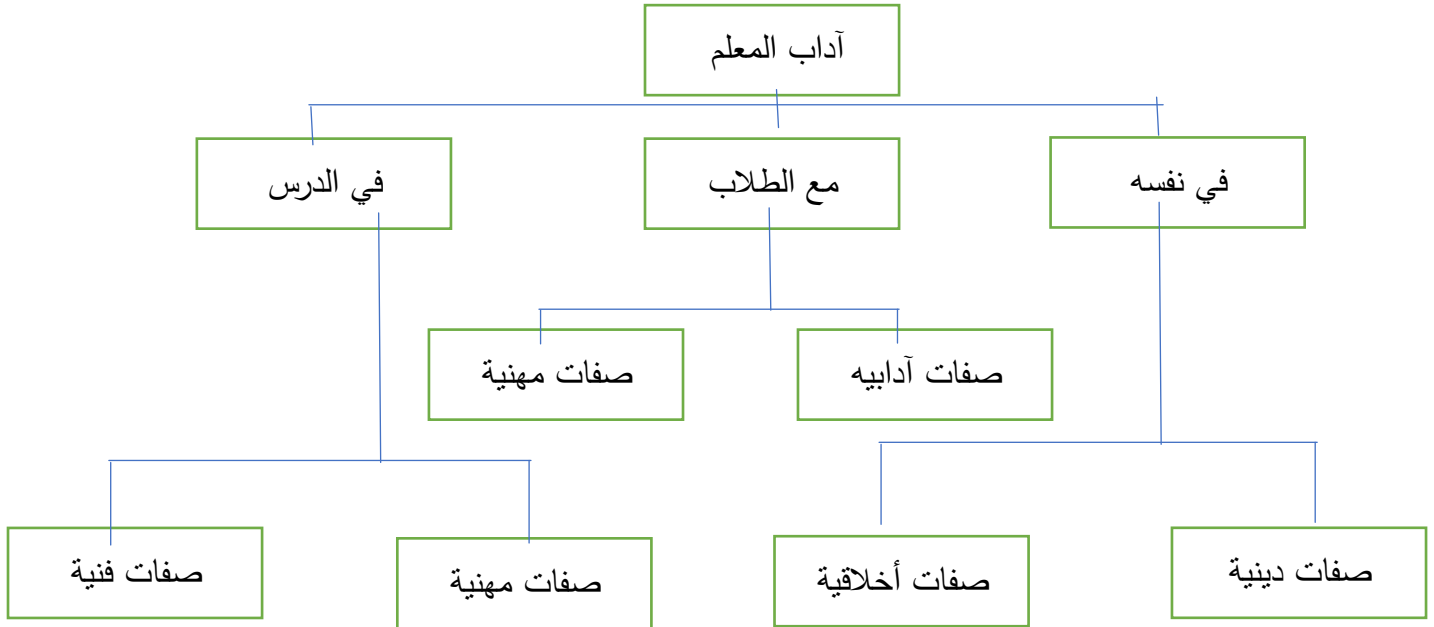 آداب المعلم
في نفسه
مع الطلاب
في الدرس
صفات آدابيه
صفات مهنية
صفات دينية
صفات أخلاقية
صفات مهنية
صفات فنية